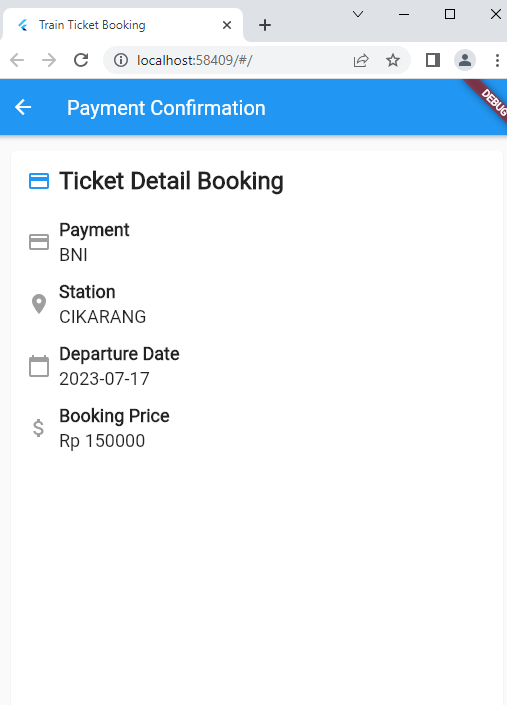 Train Ticket Booking
localhost:58409/#/
Payment Confirmation
DEBUG
Ticket Detail Booking
Payment
BNI
Station
CIKARANG
Departure Date
2023-07-17
Booking Price
Rp 150000